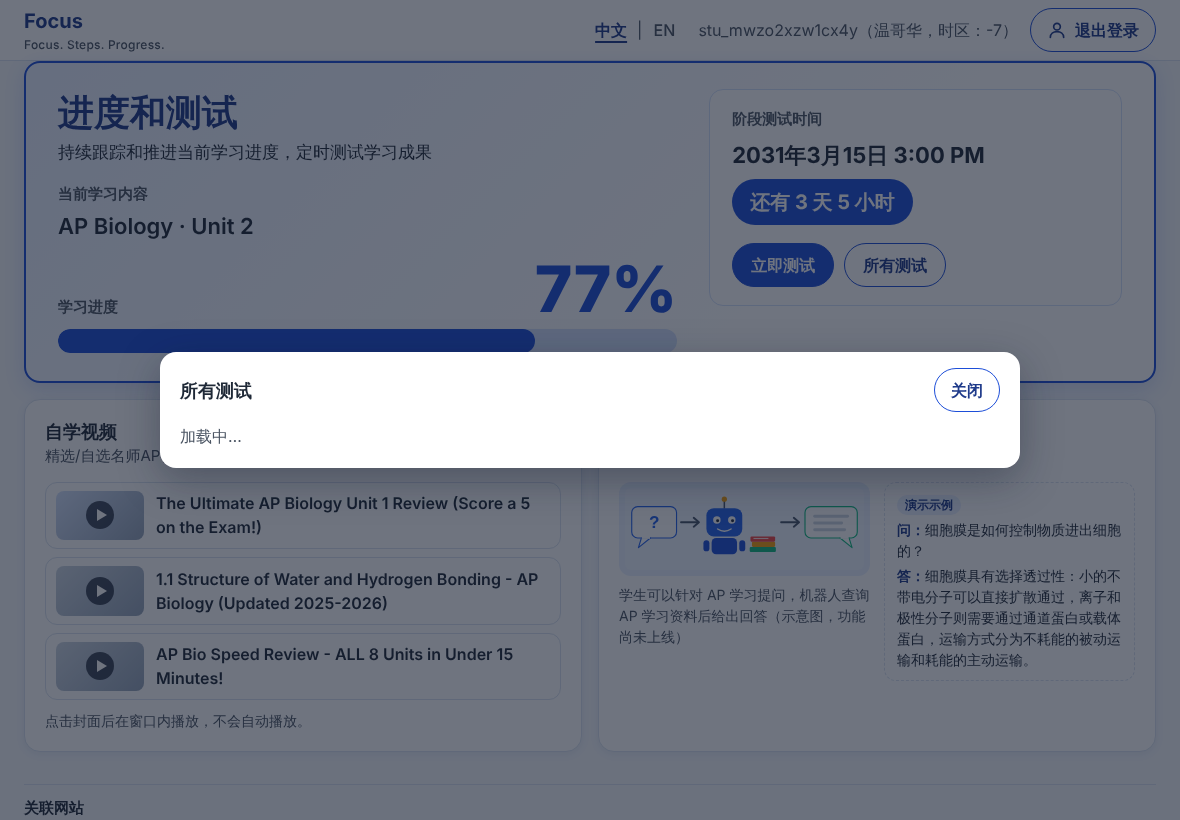 Focus
Focus. Steps. Progress.
中文 | EN stu_mwzo2xzw1cx4y（温哥华，时区：-7） 退出登录
进度和测试
持续跟踪和推进当前学习进度，定时测试学习成果
当前学习内容
AP Biology · Unit 2
学习进度
77%
阶段测试时间
2031年3月15日 3:00 PM
还有 3 天 5 小时
立即测试 所有测试
所有测试
关闭
加载中...
自学视频
精选/自选名师AP
The Ultimate AP Biology Unit 1 Review (Score a 5
on the Exam!)
1.1 Structure of Water and Hydrogen Bonding - AP
Biology (Updated 2025-2026)
AP Bio Speed Review - ALL 8 Units in Under 15
Minutes!
点击封面后在窗口内播放，不会自动播放。
?
学生可以针对 AP 学习提问，机器人查询
AP 学习资料后给出回答（示意图，功能
尚未上线）
演示示例
问：细胞膜是如何控制物质进出细胞
的？
答：细胞膜具有选择透过性：小的不
带电分子可以直接扩散通过，离子和
极性分子则需要通过通道蛋白或载体
蛋白，运输方式分为不耗能的被动运
输和耗能的主动运输。
关联网站